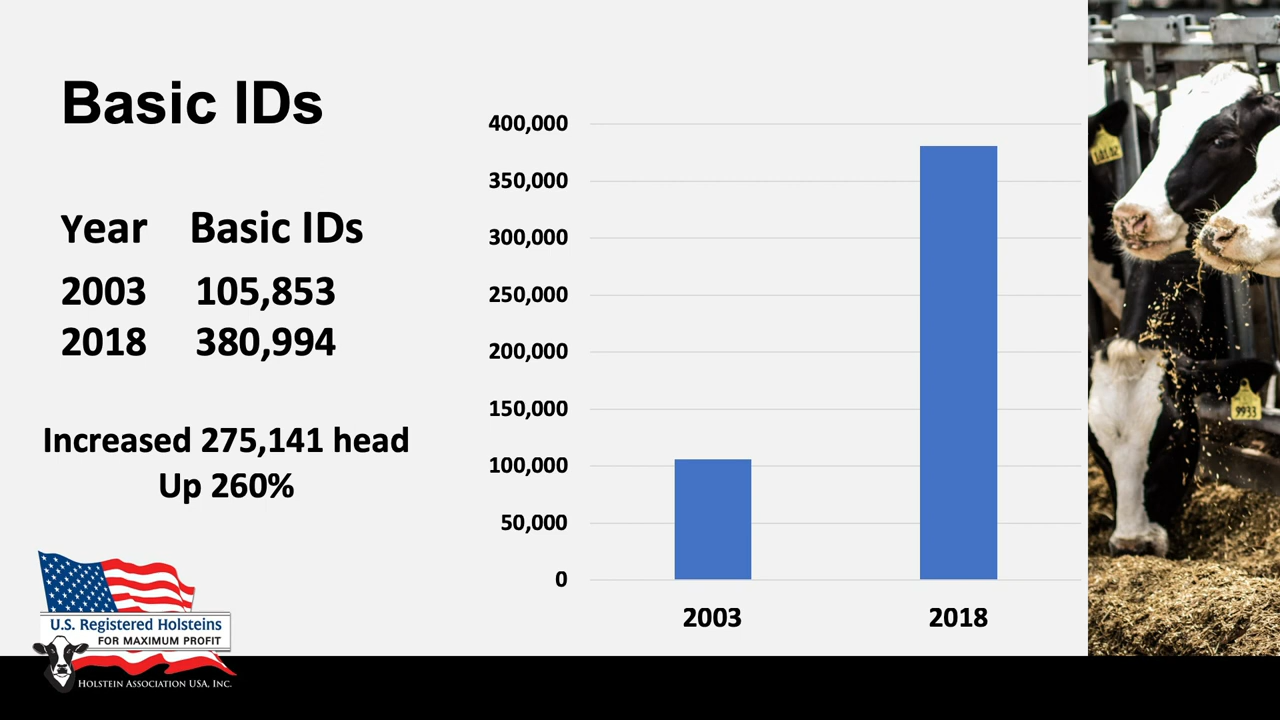 Basic IDs
Year Basic IDs
2003 105,853
2018 380,994
Increased 275,141 head
Up 260%
400,000
350,000
300,000
250,000
200,000
150,000
100,000
50,000
0
2003 2018
U.S. Registered Holsteins
FOR MAXIMUM PROFIT
HOLSTEIN ASSOCIATION USA, INC.
9933